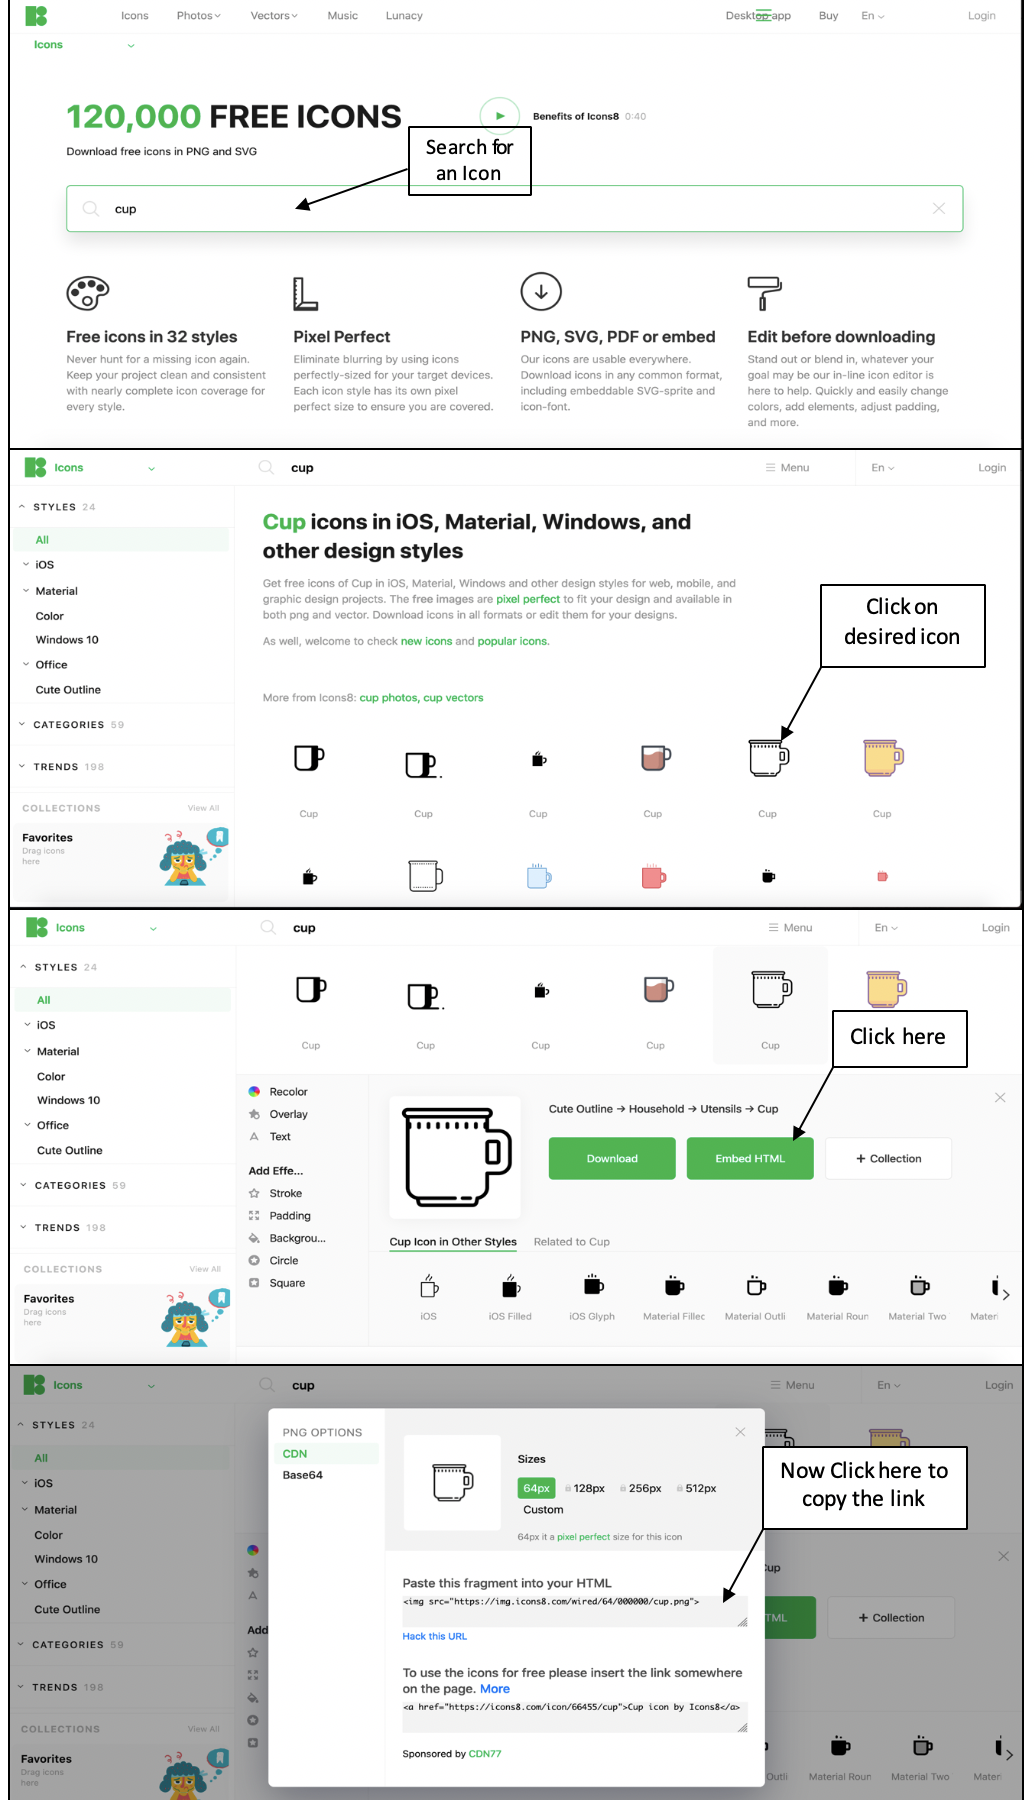 Icons Photos Vectors Music Lunacy Desktop app Buy En Login
Icons
120,000 FREE ICONS
Benefits of Icons8 0:40
Download free icons in PNG and SVG
Search for
an Icon
cup
Free icons in 32 styles
Never hunt for a missing icon again.
Keep your project clean and consistent
with nearly complete icon coverage for
every style.
Pixel Perfect
Eliminate blurring by using icons
perfectly-sized for your target devices.
Each icon style has its own pixel
perfect size to ensure you are covered.
PNG, SVG, PDF or embed
Our icons are usable everywhere.
Download icons in any common format,
including embeddable SVG-sprite and
icon-font.
Edit before downloading
Stand out or blend in, whatever your
goal may be our in-line icon editor is
here to help. Quickly and easily change
colors, add elements, adjust padding,
and more.
Icons cup Menu En Login
STYLES 24
All
iOS
Material
Color
Windows 10
Office
Cute Outline
CATEGORIES 59
TRENDS 198
COLLECTIONS View All
Favorites
Drag icons
here
Cup icons in iOS, Material, Windows, and
other design styles
Get free icons of Cup in iOS, Material, Windows and other design styles for web, mobile, and
graphic design projects. The free images are pixel perfect to fit your design and available in
both png and vector. Download icons in all formats or edit them for your designs.
As well, welcome to check new icons and popular icons.
Click on
desired icon
More from Icons8: cup photos, cup vectors
Cup Cup Cup Cup Cup Cup
Icons cup Menu En Login
STYLES 24
All
iOS
Material
Color
Windows 10
Office
Cute Outline
CATEGORIES 59
TRENDS 198
COLLECTIONS View All
Favorites
Drag icons
here
Cup Cup Cup Cup Cup
Click here
Recolor
Overlay
Text
Add Effe...
Stroke
Padding
Backgrou...
Circle
Square
Cute Outline → Household → Utensils → Cup
Download Embed HTML + Collection
Cup Icon in Other Styles Related to Cup
iOS iOS Filled iOS Glyph Material Filled Material Outli Material Roun Material Two Materi
Icons cup Menu En Login
STYLES 24
All
iOS
Material
Color
Windows 10
Office
Cute Outline
CATEGORIES 59
TRENDS 198
COLLECTIONS View All
Favorites
Drag icons
here
Add
PNG OPTIONS
CDN
Base64
Sizes
64px 128px 256px 512px
Custom
64px it a pixel perfect size for this icon
Now Click here to
copy the link
Paste this fragment into your HTML
<img src="https://img.icons8.com/wired/64/000000/cup.png">
Hack this URL
To use the icons for free please insert the link somewhere
on the page. More
<a href="https://icons8.com/icon/66455/cup">Cup icon by Icons8</a>
Sponsored by CDN77
Cup
TML + Collection
Outli Material Roun Material Two Materi